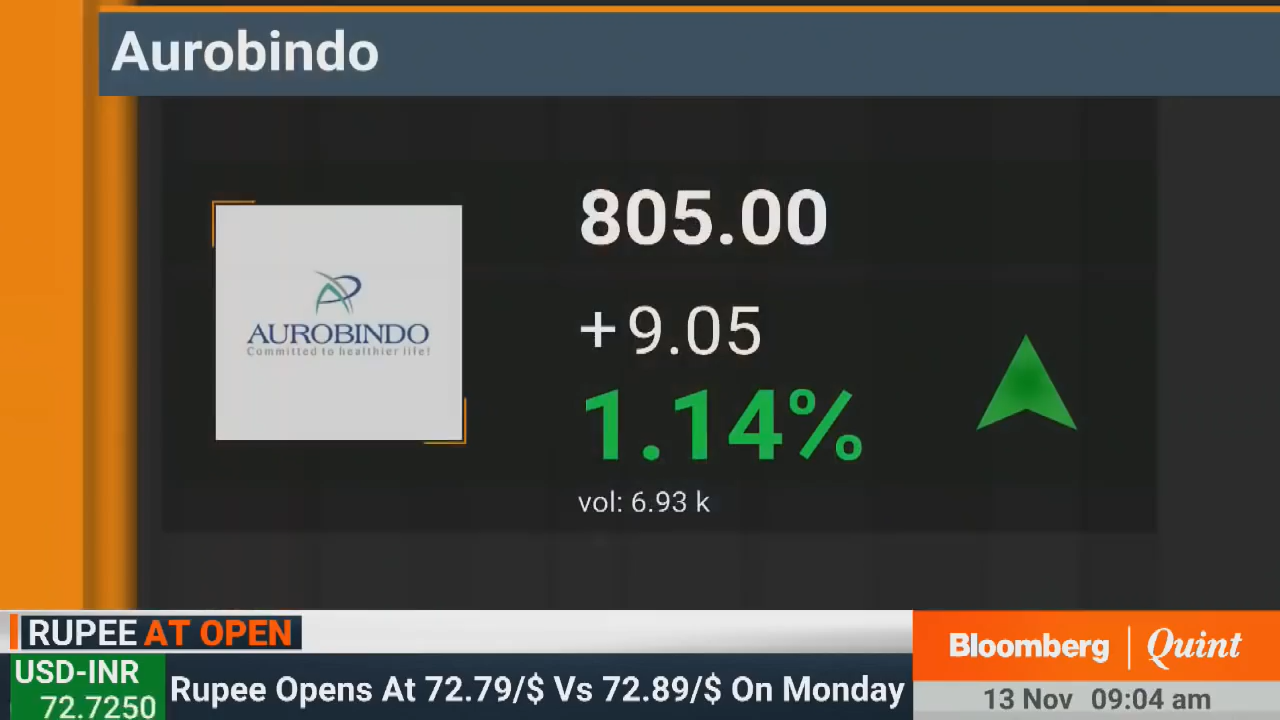 Aurobindo
AUROBINDO
Committed to healthier life!
805.00
+9.05
1.14%
vol: 6.93 k
RUPEE AT OPEN
USD-INR
72.7250
Rupee Opens At 72.79/$ Vs 72.89/$ On Monday
Bloomberg | Quint
13 Nov 09:04 am